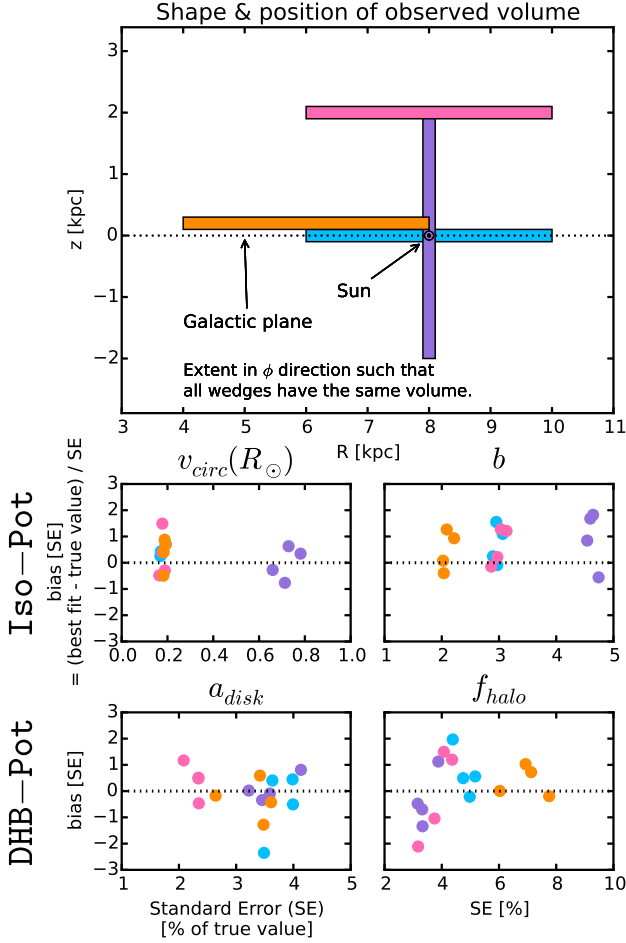 Shape & position of observed volume
3
2
1
0
−1
−2
z [kpc]
Sun
Galactic plane
Extent in ϕ direction such that
all wedges have the same volume.
3 4 5 6 7 8 9 10 11
R [kpc]
v_circ(R_⊙)
b
Iso−Pot
bias [SE]
= (best fit - true value) / SE
3
2
1
0
−1
−2
−3
0.0 0.2 0.4 0.6 0.8 1.0
1 2 3 4 5
a_disk
f_halo
DHB−Pot
bias [SE]
3
2
1
0
−1
−2
−3
1 2 3 4 5
2 4 6 8 10
Standard Error (SE)
[% of true value]
SE [%]